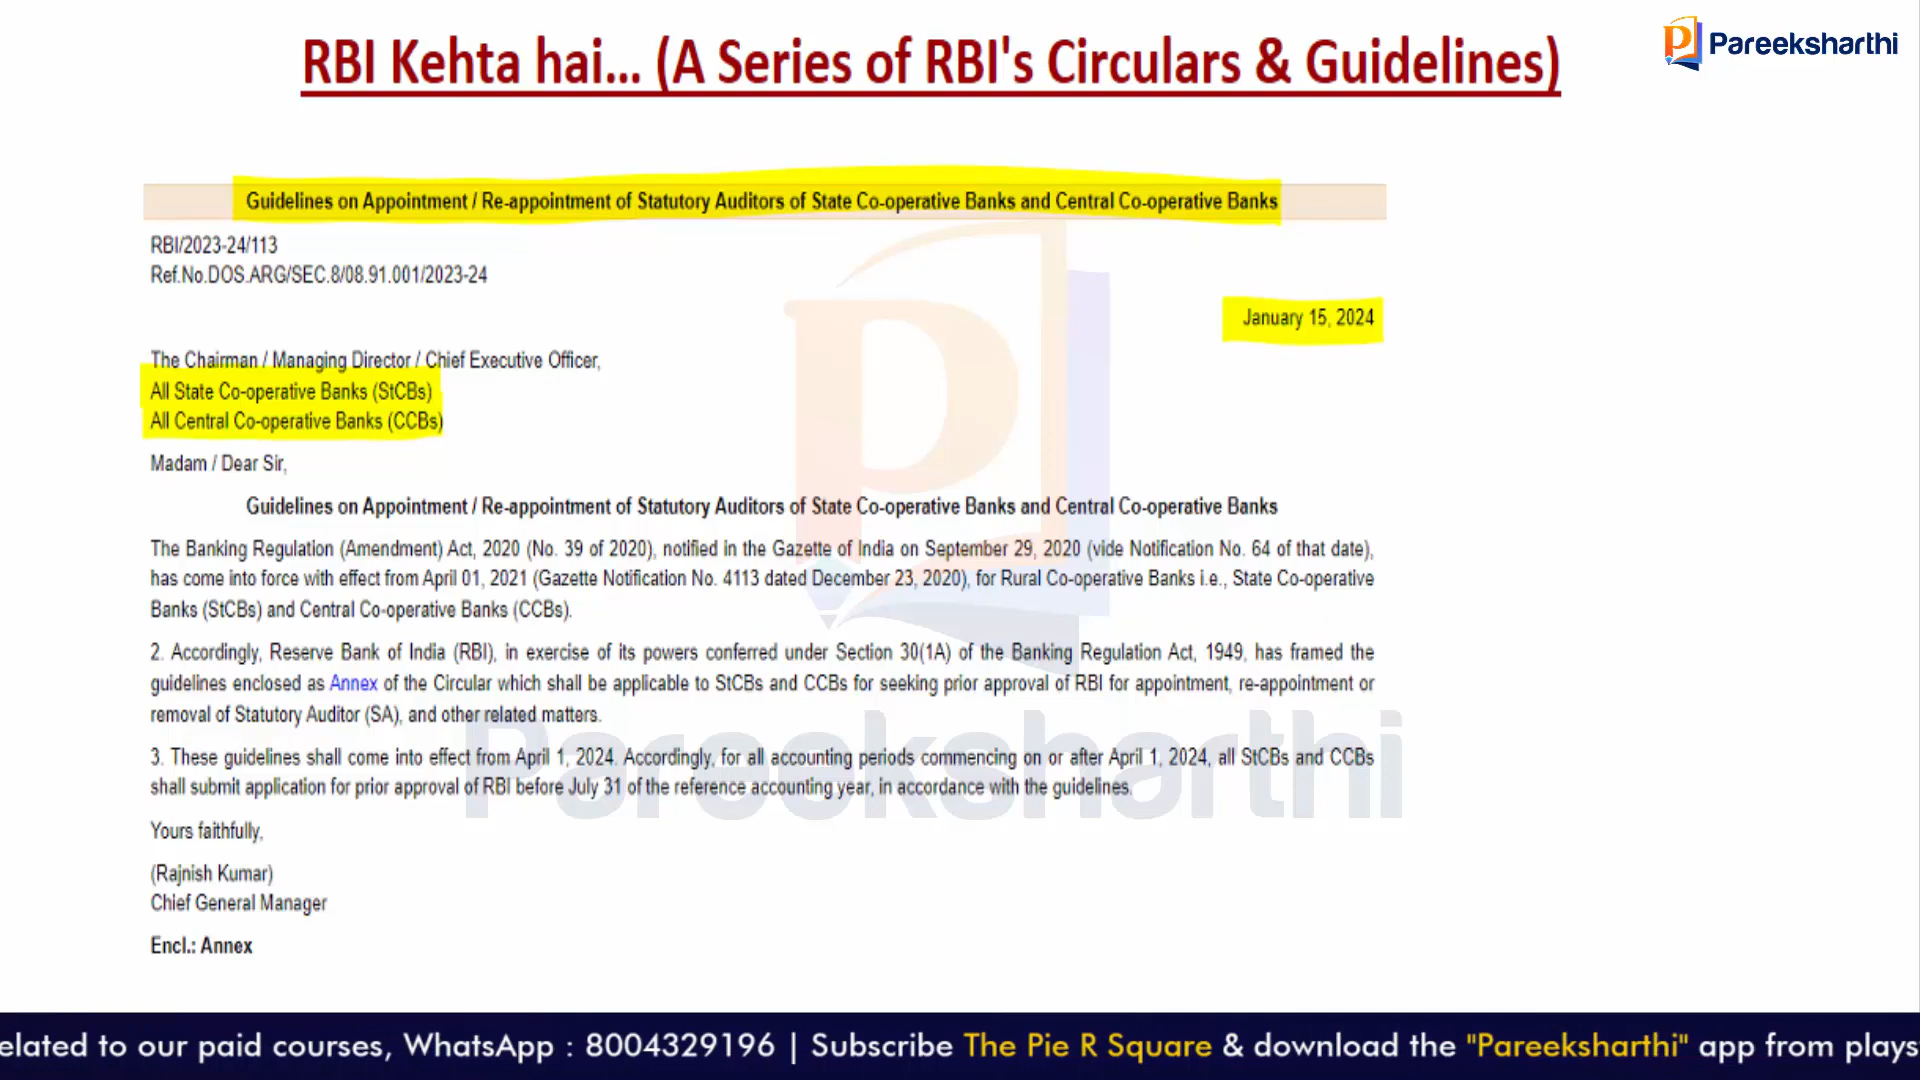 RBI Kehta hai... (A Series of RBI's Circulars & Guidelines)
Pareeksharthi
Guidelines on Appointment / Re-appointment of Statutory Auditors of State Co-operative Banks and Central Co-operative Banks
RBI/2023-24/113
Ref.No.DOS.ARG/SEC.8/08.91.001/2023-24
January 15, 2024
The Chairman / Managing Director / Chief Executive Officer,
All State Co-operative Banks (StCBs)
All Central Co-operative Banks (CCBs)
Madam / Dear Sir,
Guidelines on Appointment / Re-appointment of Statutory Auditors of State Co-operative Banks and Central Co-operative Banks
The Banking Regulation (Amendment) Act, 2020 (No. 39 of 2020), notified in the Gazette of India on September 29, 2020 (vide Notification No. 64 of that date),
has come into force with effect from April 01, 2021 (Gazette Notification No. 4113 dated December 23, 2020), for Rural Co-operative Banks i.e., State Co-operative
Banks (StCBs) and Central Co-operative Banks (CCBs).
2. Accordingly, Reserve Bank of India (RBI), in exercise of its powers conferred under Section 30(1A) of the Banking Regulation Act, 1949, has framed the
guidelines enclosed as Annex of the Circular which shall be applicable to StCBs and CCBs for seeking prior approval of RBI for appointment, re-appointment or
removal of Statutory Auditor (SA), and other related matters.
3. These guidelines shall come into effect from April 1, 2024. Accordingly, for all accounting periods commencing on or after April 1, 2024, all StCBs and CCBs
shall submit application for prior approval of RBI before July 31 of the reference accounting year, in accordance with the guidelines.
Pareeksharthi
Yours faithfully,
(Rajnish Kumar)
Chief General Manager
Encl.: Annex
elated to our paid courses, WhatsApp : 8004329196 | Subscribe The Pie R Square & download the "Pareeksharthi" app from plays